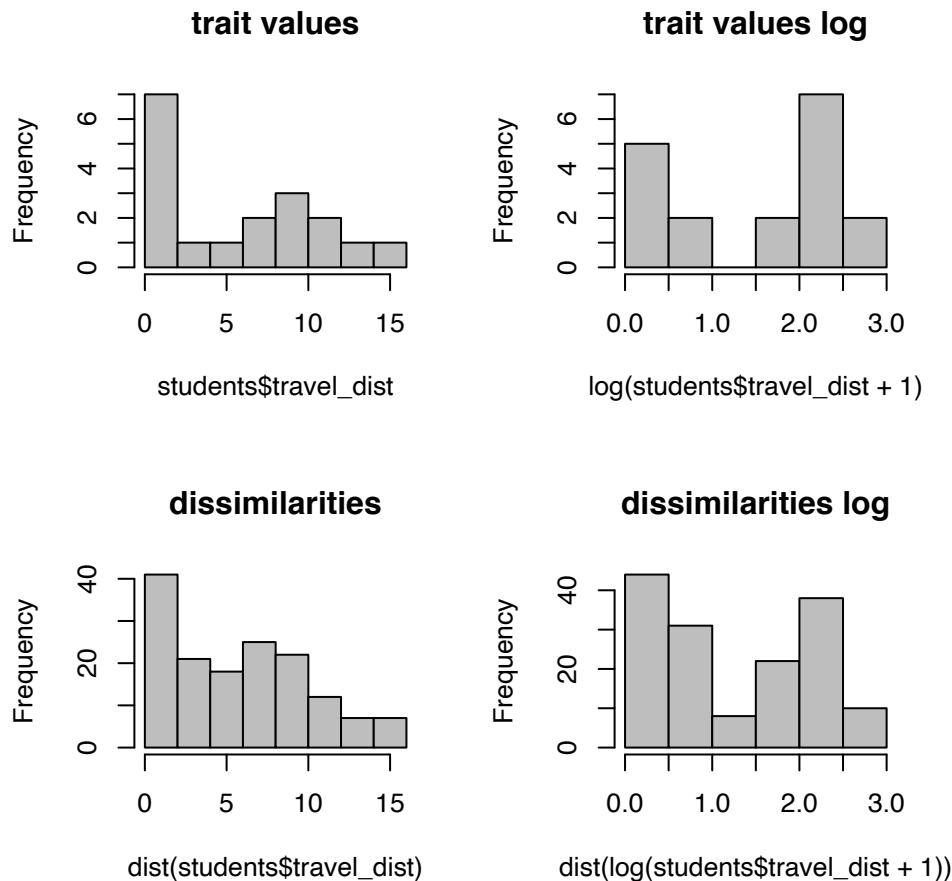 trait values
Frequency
0 2 4 6
0 5 10 15
students$travel_dist
trait values log
Frequency
0 2 4 6
0.0 1.0 2.0 3.0
log(students$travel_dist + 1)
dissimilarities
Frequency
0 20 40
0 5 10 15
dist(students$travel_dist)
dissimilarities log
Frequency
0 20 40
0.0 1.0 2.0 3.0
dist(log(students$travel_dist + 1))